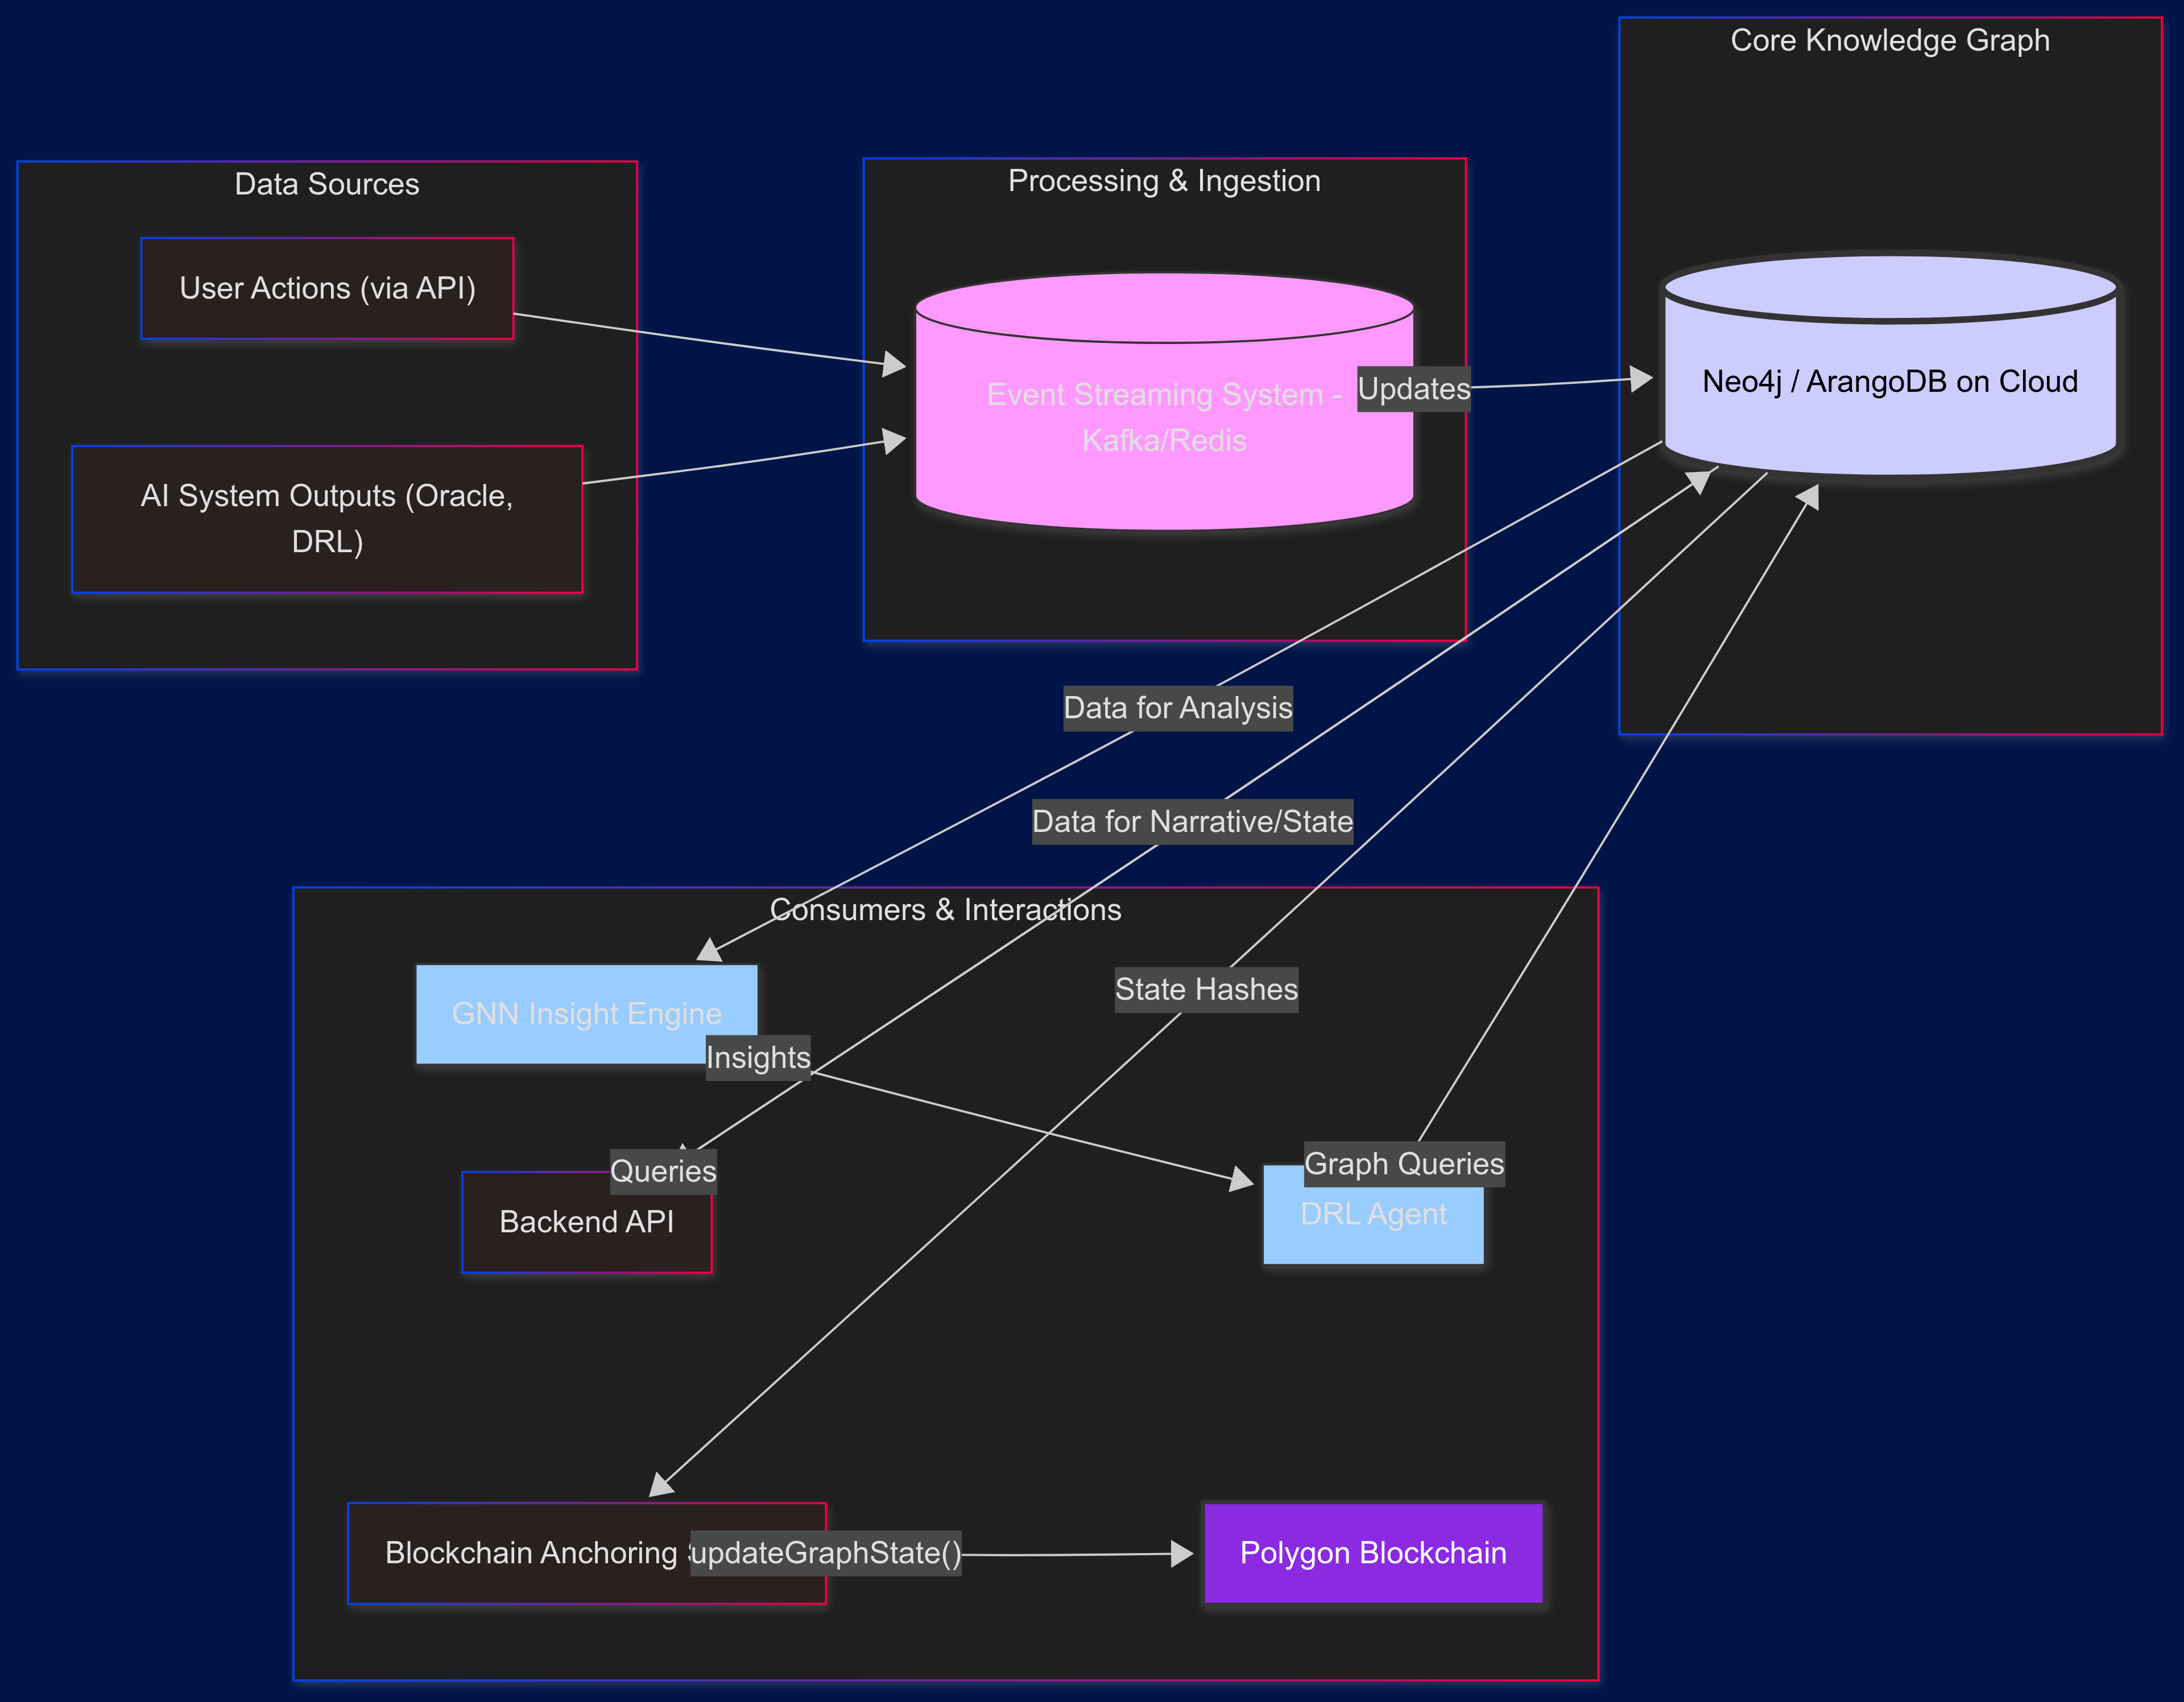 Core Knowledge Graph
Neo4j / ArangoDB on Cloud
Data Sources
User Actions (via API)
AI System Outputs (Oracle,
DRL)
Processing & Ingestion
Event Streaming System -
Kafka/Redis
Updates
Data for Analysis
Data for Narrative/State
Consumers & Interactions
State Hashes
GNN Insight Engine
Insights
Queries
Backend API
Graph Queries
DRL Agent
Blockchain Anchoring
updateGraphState()
Polygon Blockchain